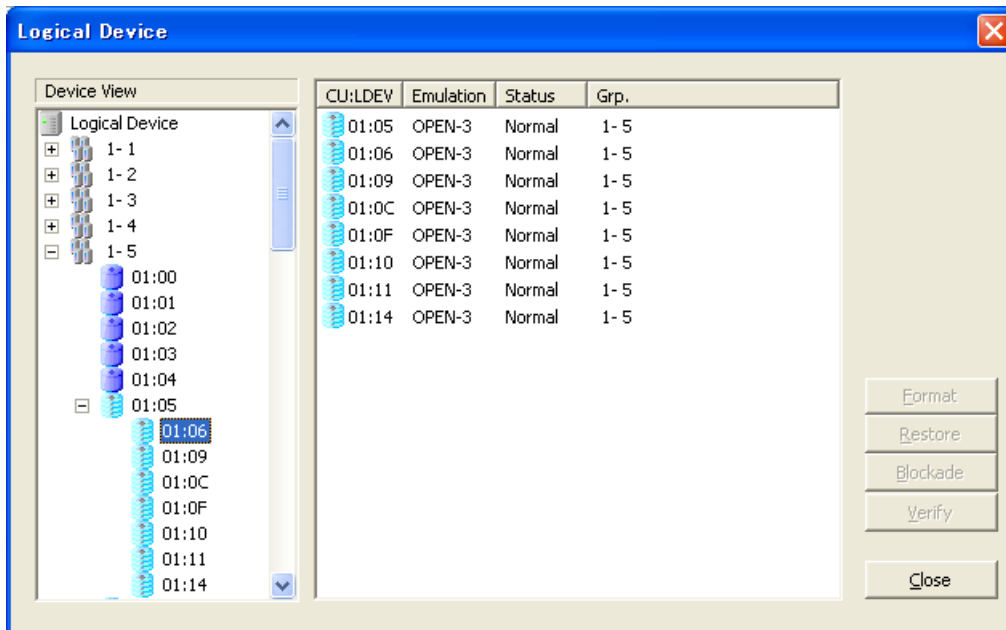 Logical Device
Device View
Logical Device
1- 1
1- 2
1- 3
1- 4
1- 5
01:00
01:01
01:02
01:03
01:04
01:05
01:06
01:09
01:0C
01:0F
01:10
01:11
01:14
CU:LDEV Emulation Status Grp.
01:05 OPEN-3 Normal 1- 5
01:06 OPEN-3 Normal 1- 5
01:09 OPEN-3 Normal 1- 5
01:0C OPEN-3 Normal 1- 5
01:0F OPEN-3 Normal 1- 5
01:10 OPEN-3 Normal 1- 5
01:11 OPEN-3 Normal 1- 5
01:14 OPEN-3 Normal 1- 5
Format
Restore
Blockade
Verify
Close